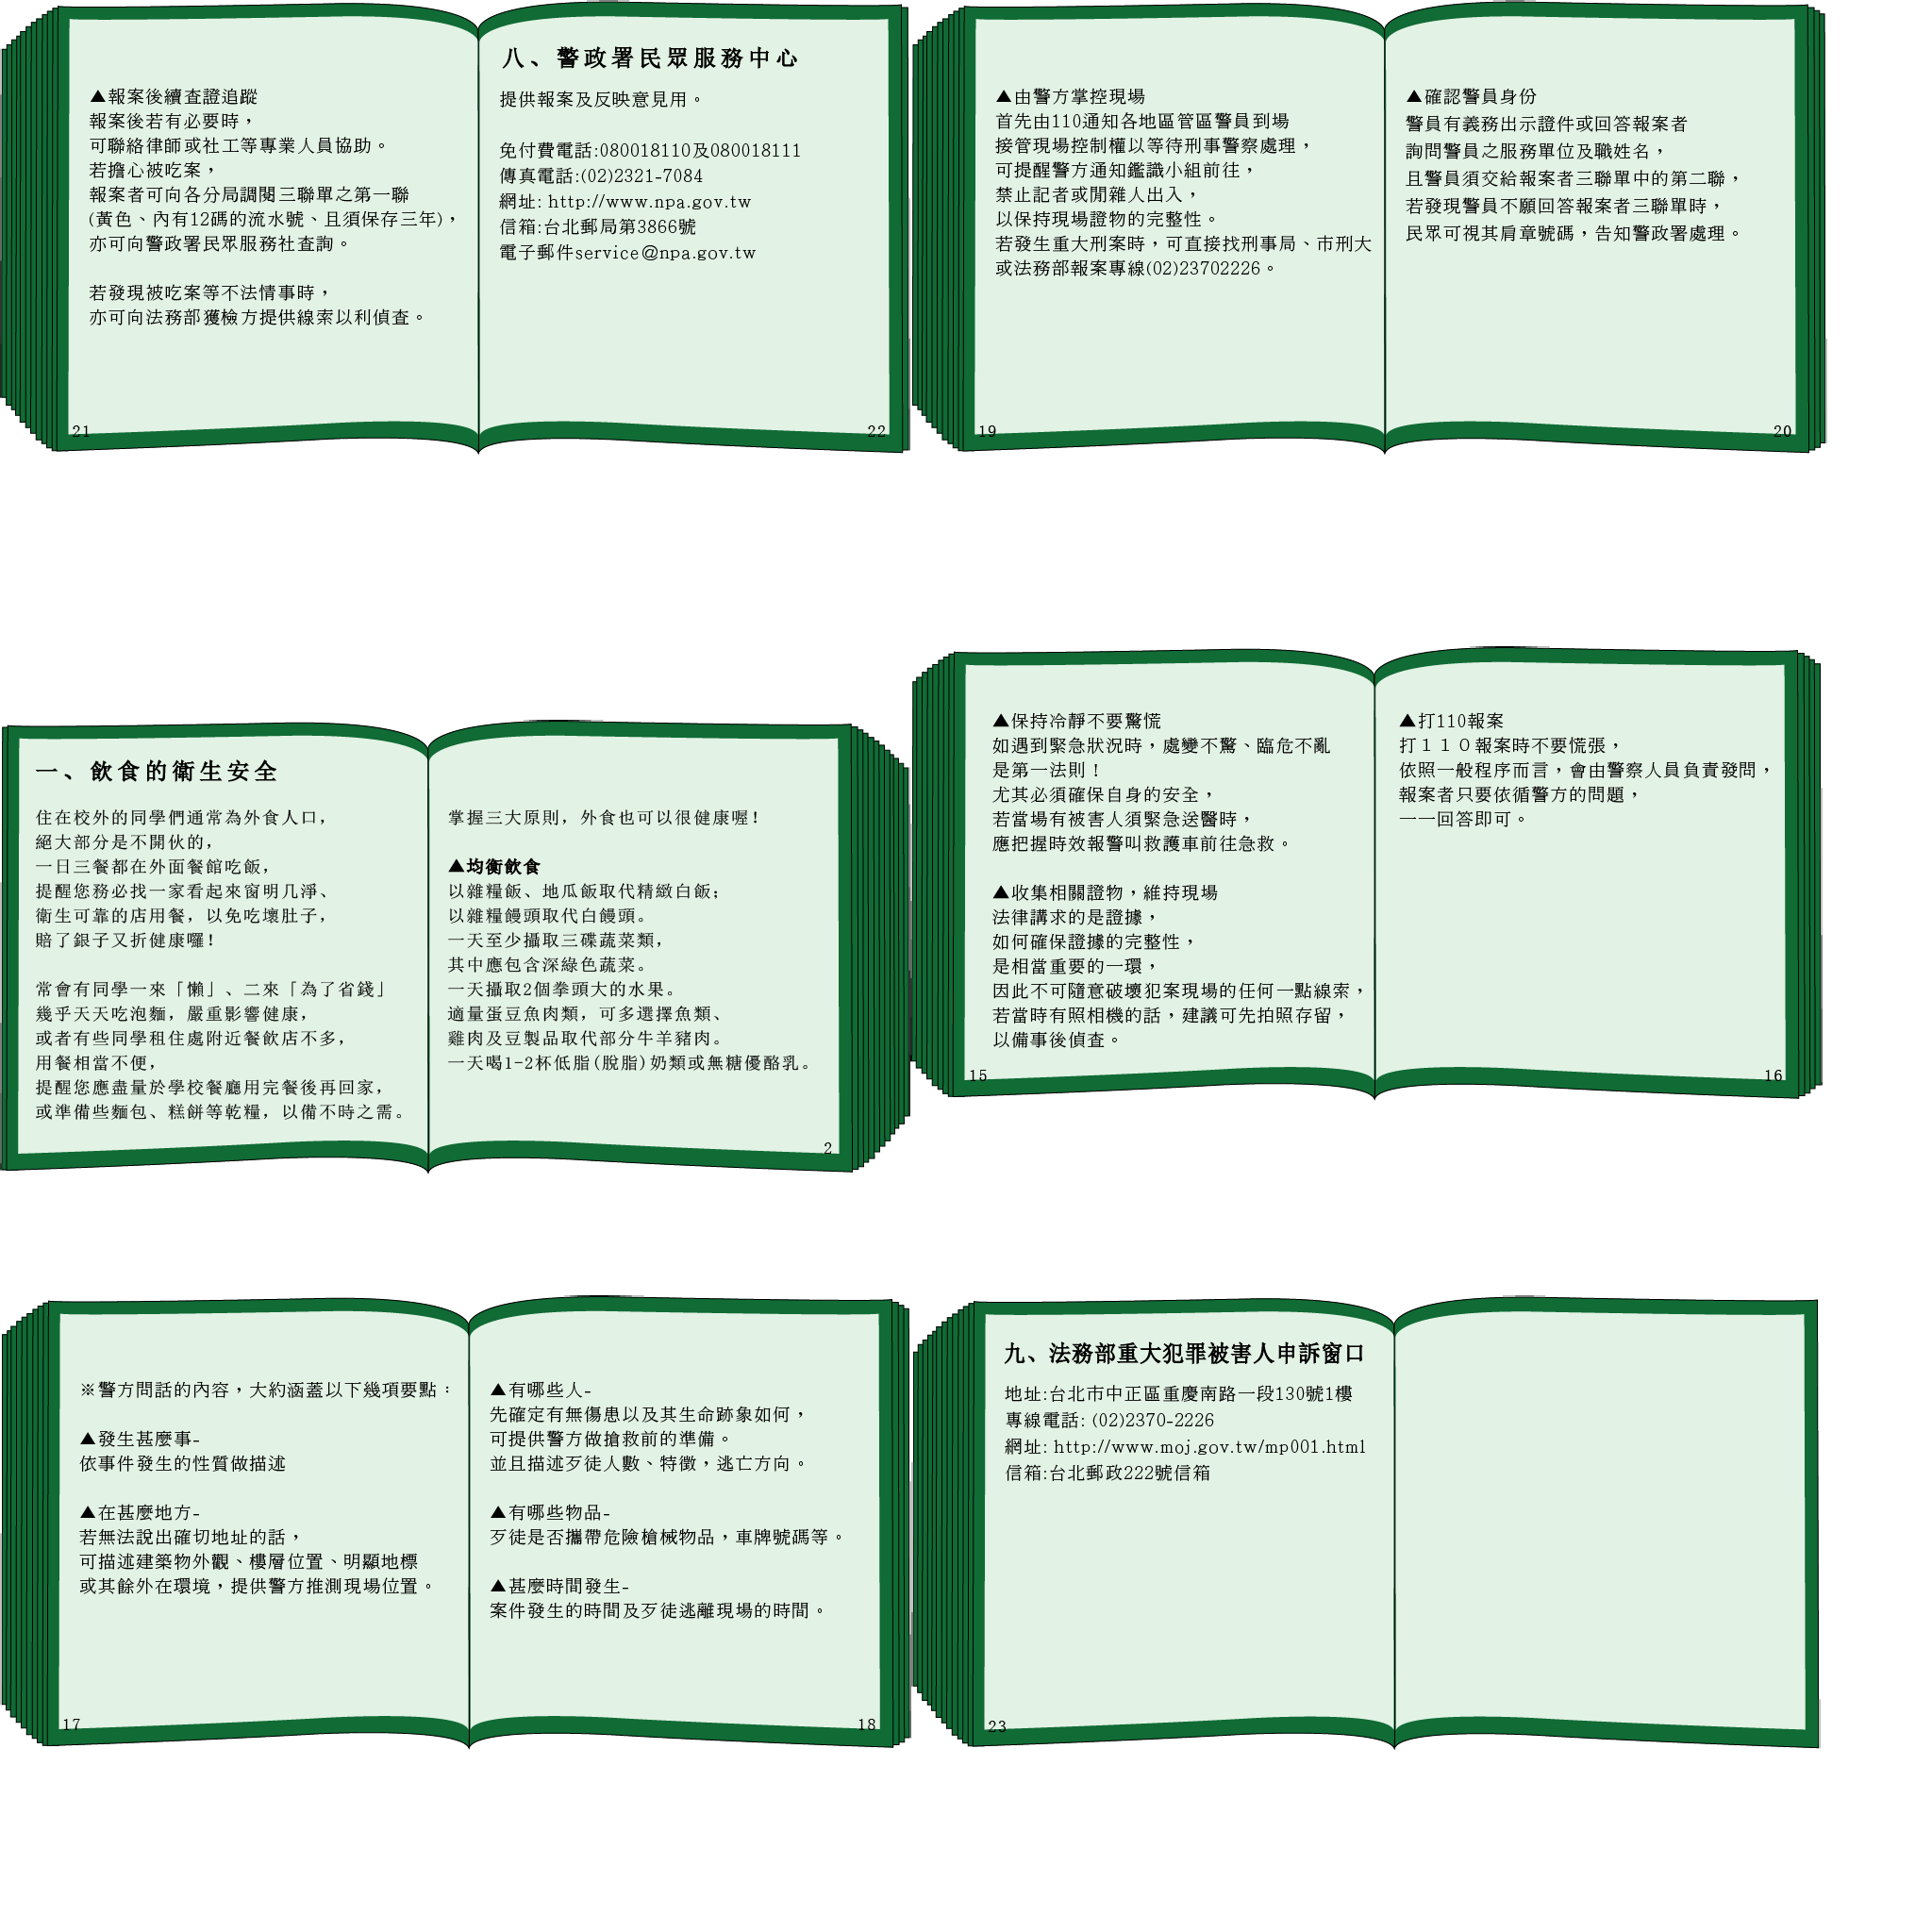 ▲報案後續查證追蹤
報案後若有必要時，
可聯絡律師或社工等專業人員協助。
若擔心被吃案，
報案者可向各分局調閱三聯單之第一聯
(黃色、內有12碼的流水號、且須保存三年)，
亦可向警政署民眾服務社查詢。
若發現被吃案等不法情事時，
亦可向法務部獲檢方提供線索以利偵查。
21
八、警政署民眾服務中心
提供報案及反映意見用。
免付費電話:080018110及080018111
傳真電話:(02)2321-7084
網址: http://www.npa.gov.tw
信箱:台北郵局第3866號
電子郵件service@npa.gov.tw
22
▲由警方掌控現場
首先由110通知各地區管區警員到場
接管現場控制權以等待刑事警察處理，
可提醒警方通知鑑識小組前往，
禁止記者或閒雜人出入，
以保持現場證物的完整性。
若發生重大刑案時，可直接找刑事局、市刑大
或法務部報案專線(02)23702226。
19
▲確認警員身份
警員有義務出示證件或回答報案者
詢問警員之服務單位及職姓名，
且警員須交給報案者三聯單中的第二聯，
若發現警員不願回答報案者三聯單時，
民眾可視其肩章號碼，告知警政署處理。
20
一、飲食的衛生安全
住在校外的同學們通常為外食人口，
絕大部分是不開伙的，
一日三餐都在外面餐館吃飯，
提醒您務必找一家看起來窗明几淨、
衛生可靠的店用餐，以免吃壞肚子，
賠了銀子又折健康囉！
常會有同學一來「懶」、二來「為了省錢」
幾乎天天吃泡麵，嚴重影響健康，
或者有些同學租住處附近餐飲店不多，
用餐相當不便，
提醒您應盡量於學校餐廳用完餐後再回家，
或準備些麵包、糕餅等乾糧，以備不時之需。
掌握三大原則，外食也可以很健康喔！
▲均衡飲食
以雜糧飯、地瓜飯取代精緻白飯；
以雜糧饅頭取代白饅頭。
一天至少攝取三碟蔬菜類，
其中應包含深綠色蔬菜。
一天攝取2個拳頭大的水果。
適量蛋豆魚肉類，可多選擇魚類、
雞肉及豆製品取代部分牛羊豬肉。
一天喝1-2杯低脂(脫脂)奶類或無糖優酪乳。
2
▲保持冷靜不要驚慌
如遇到緊急狀況時，處變不驚、臨危不亂
是第一法則！
尤其必須確保自身的安全，
若當場有被害人須緊急送醫時，
應把握時效報警叫救護車前往急救。
▲收集相關證物，維持現場
法律講求的是證據，
如何確保證據的完整性，
是相當重要的一環，
因此不可隨意破壞犯案現場的任何一點線索，
若當時有照相機的話，建議可先拍照存留，
以備事後偵查。
15
▲打110報案
打１１０報案時不要慌張，
依照一般程序而言，會由警察人員負責發問，
報案者只要依循警方的問題，
一一回答即可。
16
※警方問話的內容，大約涵蓋以下幾項要點：
▲發生甚麼事-
依事件發生的性質做描述
▲在甚麼地方-
若無法說出確切地址的話，
可描述建築物外觀、樓層位置、明顯地標
或其餘外在環境，提供警方推測現場位置。
17
▲有哪些人-
先確定有無傷患以及其生命跡象如何，
可提供警方做搶救前的準備。
並且描述歹徒人數、特徵，逃亡方向。
▲有哪些物品-
歹徒是否攜帶危險槍械物品，車牌號碼等。
▲甚麼時間發生-
案件發生的時間及歹徒逃離現場的時間。
18
九、法務部重大犯罪被害人申訴窗口
地址:台北市中正區重慶南路一段130號1樓
專線電話: (02)2370-2226
網址: http://www.moj.gov.tw/mp001.html
信箱:台北郵政222號信箱
23